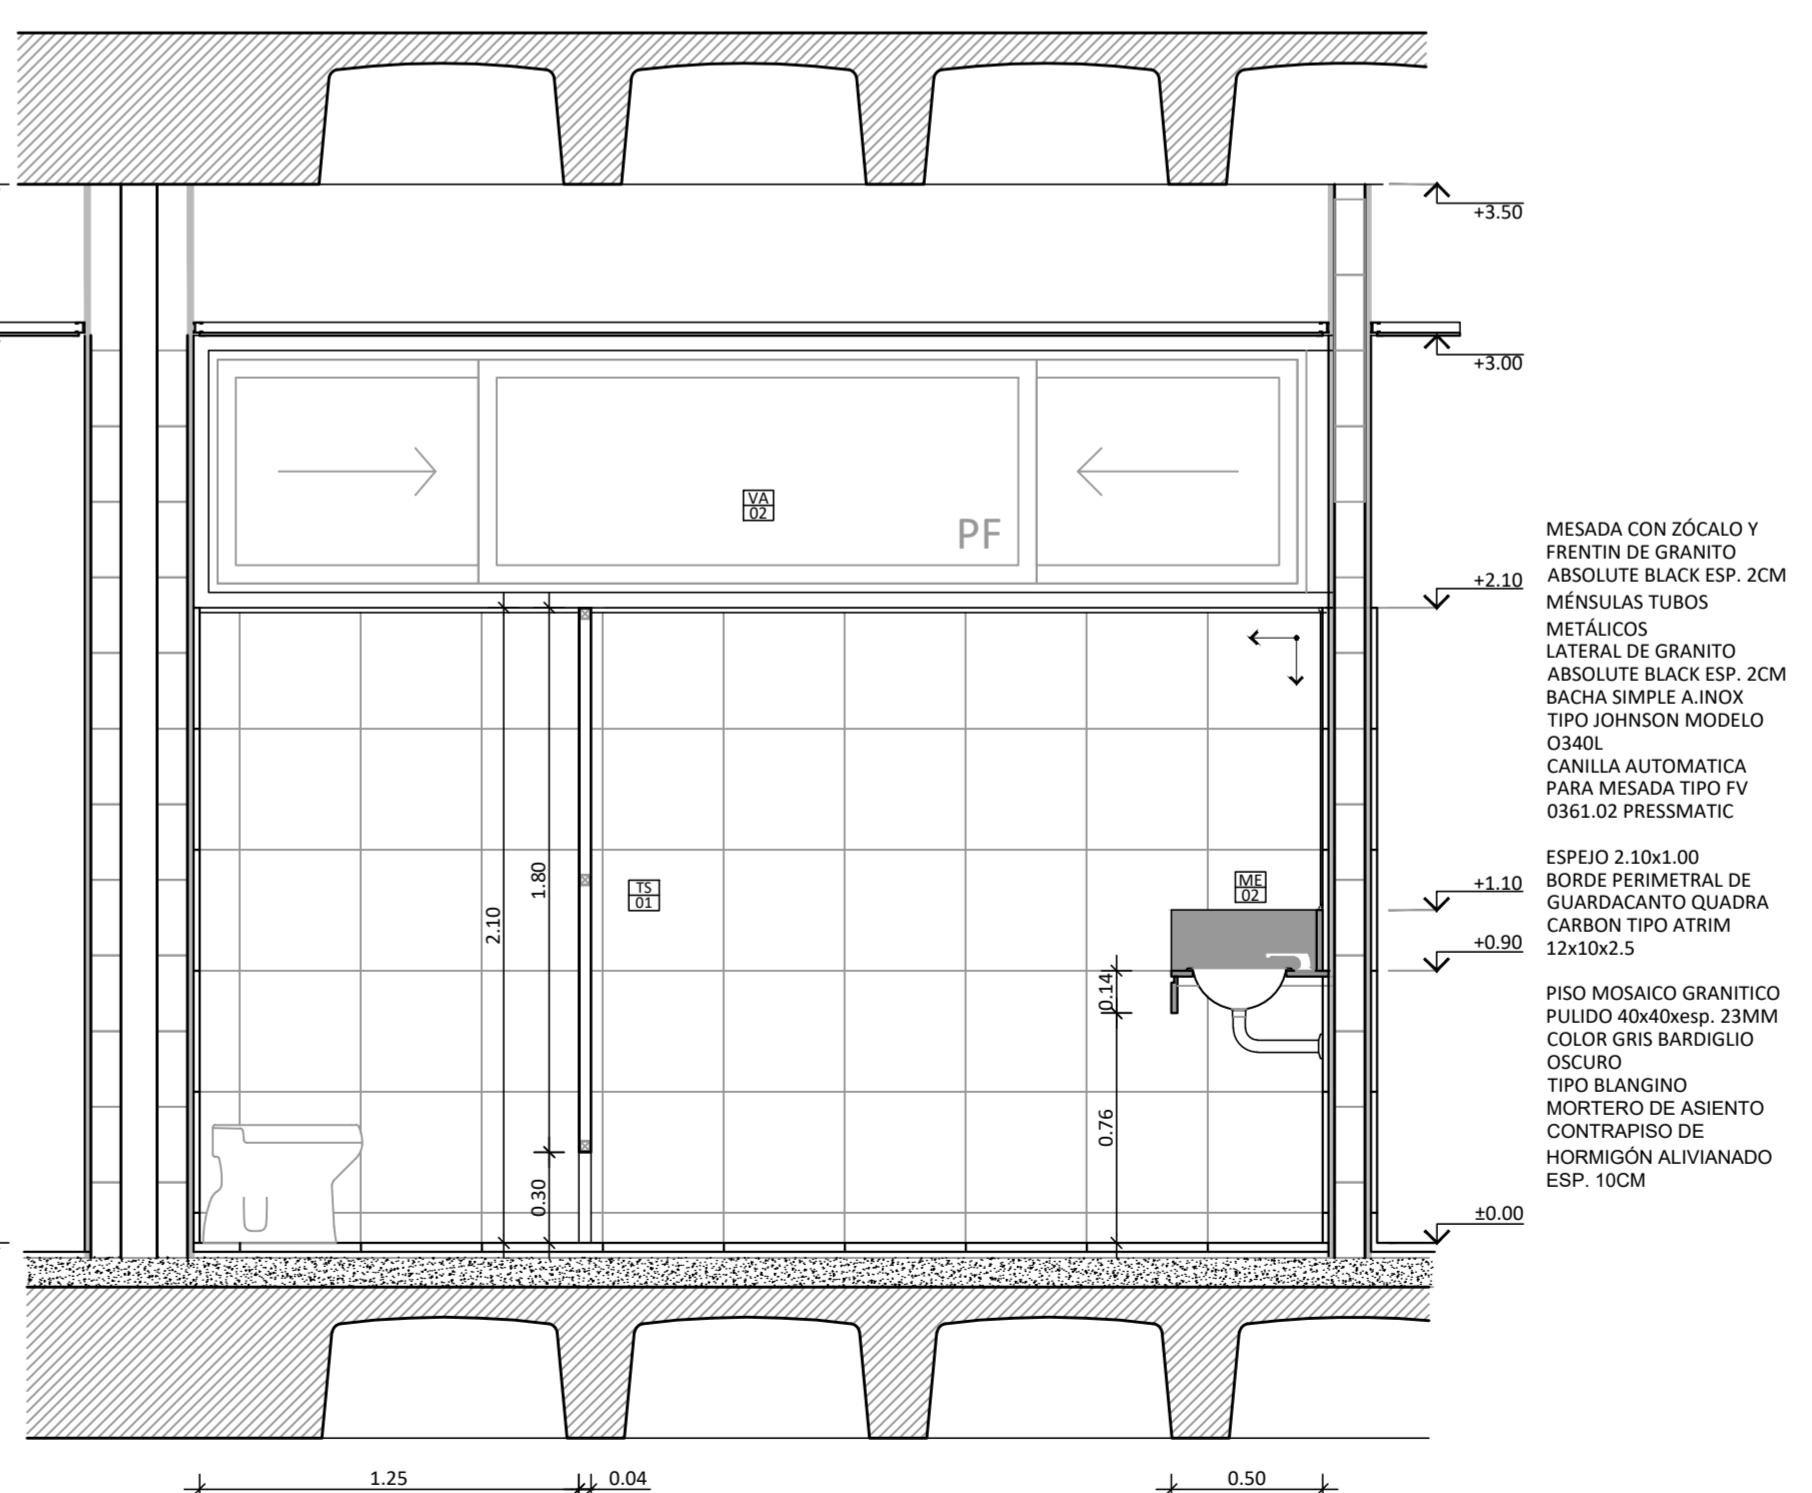 +3.50
+3.00
VA
02
PF
+2.10
MESADA CON ZÓCALO Y
FRENTIN DE GRANITO
ABSOLUTE BLACK ESP. 2CM
MÉNSULAS TUBOS
METÁLICOS
LATERAL DE GRANITO
ABSOLUTE BLACK ESP. 2CM
BACHA SIMPLE A.INOX
TIPO JOHNSON MODELO
O340L
CANILLA AUTOMATICA
PARA MESADA TIPO FV
0361.02 PRESSMATIC
ESPEJO 2.10x1.00
BORDE PERIMETRAL DE
GUARDACANTO QUADRA
CARBON TIPO ATRIM
12x10x2.5
PISO MOSAICO GRANITICO
PULIDO 40x40xesp. 23MM
COLOR GRIS BARDIGLIO
OSCURO
TIPO BLANGINO
MORTERO DE ASIENTO
CONTRAPISO DE
HORMIGÓN ALIVIANADO
ESP. 10CM
2.10
1.80
TS
01
ME
02
+1.10
+0.90
0.14
0.76
0.30
±0.00
1.25
0.04
0.50